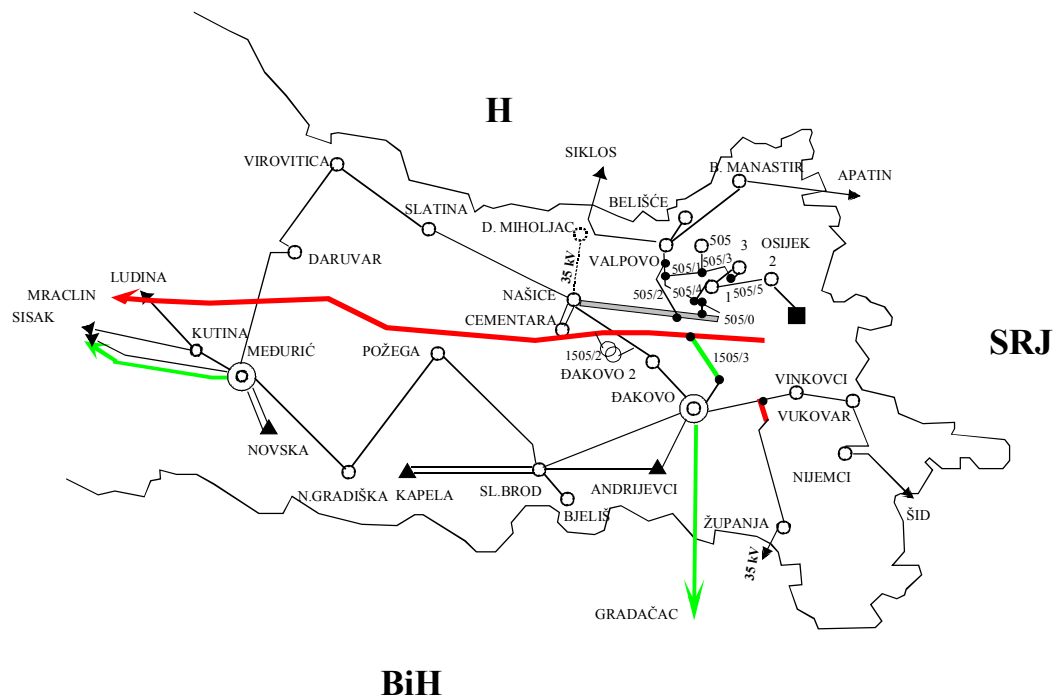 H
SIKLOS
VIROVITICA
B. MANASTIR
APATIN
BELIŠĆE
SLATINA
D. MIHOLJAC
505
3
OSIJEK
2
DARUVAR
VALPOVO
505/1
505/3
LUDINA
35 kV
MRACLIN
NAŠICE
505/2
505/4
1
505/5
SISAK
CEMENTARA
505/0
KUTINA
MEĐURIĆ
POŽEGA
1505/2
1505/3
SRJ
ĐAKOVO 2
ĐAKOVO
VINKOVCI
VUKOVAR
NOVSKA
NIJEMCI
N.GRADIŠKA
KAPELA
SL.BROD
ANDRIJEVCI
BJELIŠ
ŽUPANJA
ŠID
35 kV
GRADAČAC
BiH